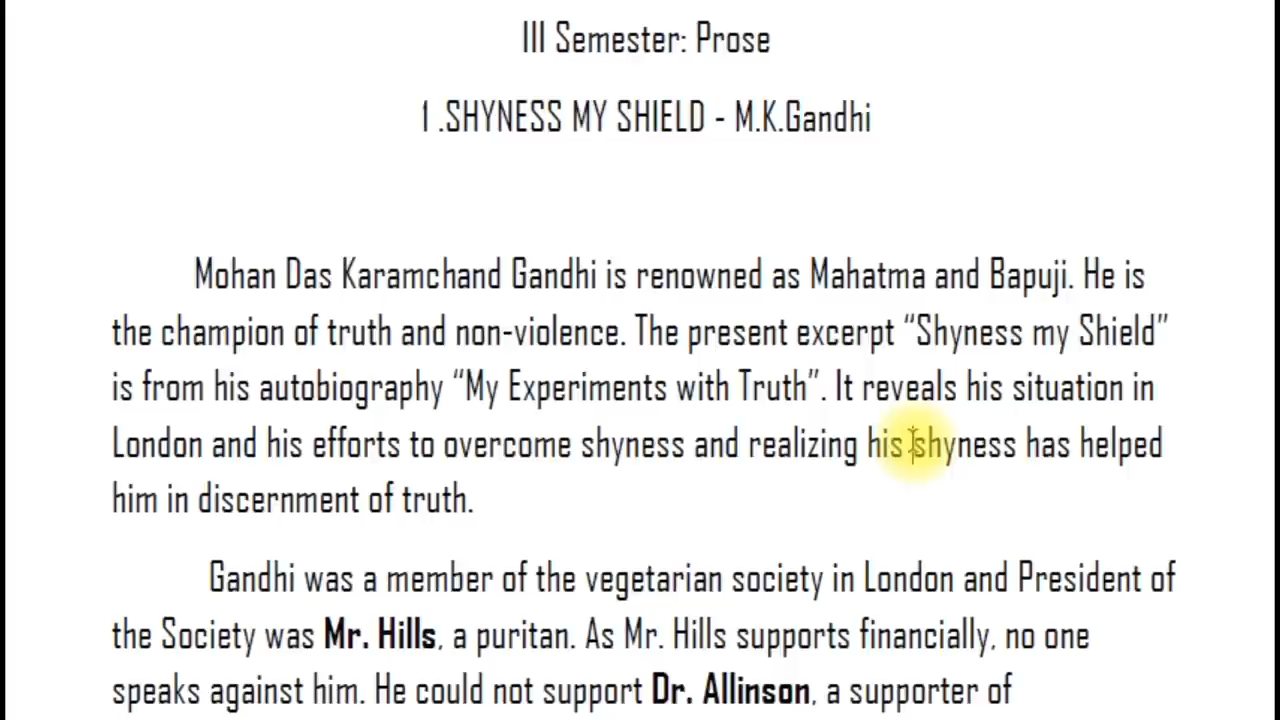 III Semester: Prose
1 .SHYNESS MY SHIELD - M.K.Gandhi
Mohan Das Karamchand Gandhi is renowned as Mahatma and Bapuji. He is
the champion of truth and non-violence. The present excerpt “Shyness my Shield”
is from his autobiography “My Experiments with Truth”. It reveals his situation in
London and his efforts to overcome shyness and realizing his shyness has helped
him in discernment of truth.
Gandhi was a member of the vegetarian society in London and President of
the Society was Mr. Hills, a puritan. As Mr. Hills supports financially, no one
speaks against him. He could not support Dr. Allinson, a supporter of